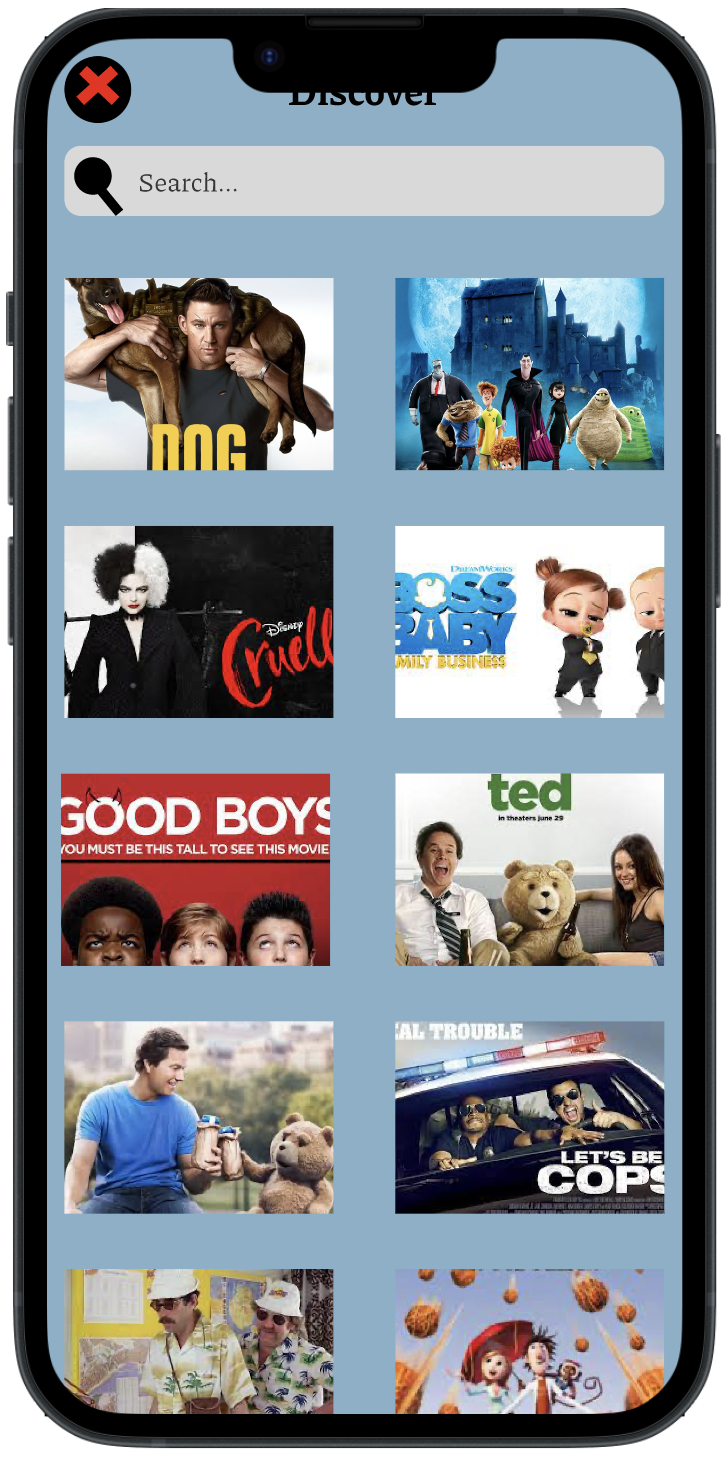 Discover
Search...
DOG
DISNEY
Cruell
DREAMWORKS
BOSS
BABY
MILY BUSINESS
GOOD BOYS
YOU MUST BE THIS TALL TO SEE THIS MOVIE
ted
in theaters june 29
EAL TROUBLE
LET'S BE
COPS